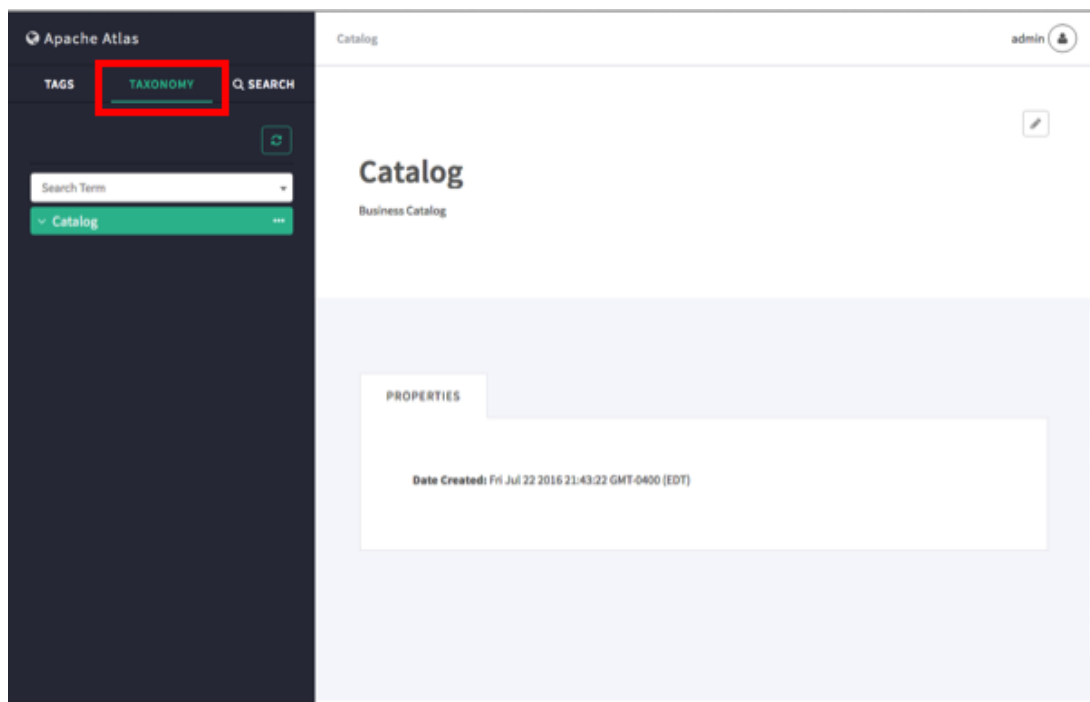 Apache Atlas
Catalog
admin
TAGS TAXONOMY SEARCH
Search Term
Catalog
Catalog
Business Catalog
PROPERTIES
Date Created: Fri Jul 22 2016 21:43:22 GMT-0400 (EDT)